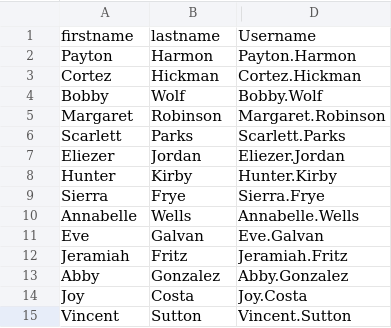 A B D
1 firstname lastname Username
2 Payton Harmon Payton.Harmon
3 Cortez Hickman Cortez.Hickman
4 Bobby Wolf Bobby.Wolf
5 Margaret Robinson Margaret.Robinson
6 Scarlett Parks Scarlett.Parks
7 Eliezer Jordan Eliezer.Jordan
8 Hunter Kirby Hunter.Kirby
9 Sierra Frye Sierra.Frye
10 Annabelle Wells Annabelle.Wells
11 Eve Galvan Eve.Galvan
12 Jeramiah Fritz Jeramiah.Fritz
13 Abby Gonzalez Abby.Gonzalez
14 Joy Costa Joy.Costa
15 Vincent Sutton Vincent.Sutton